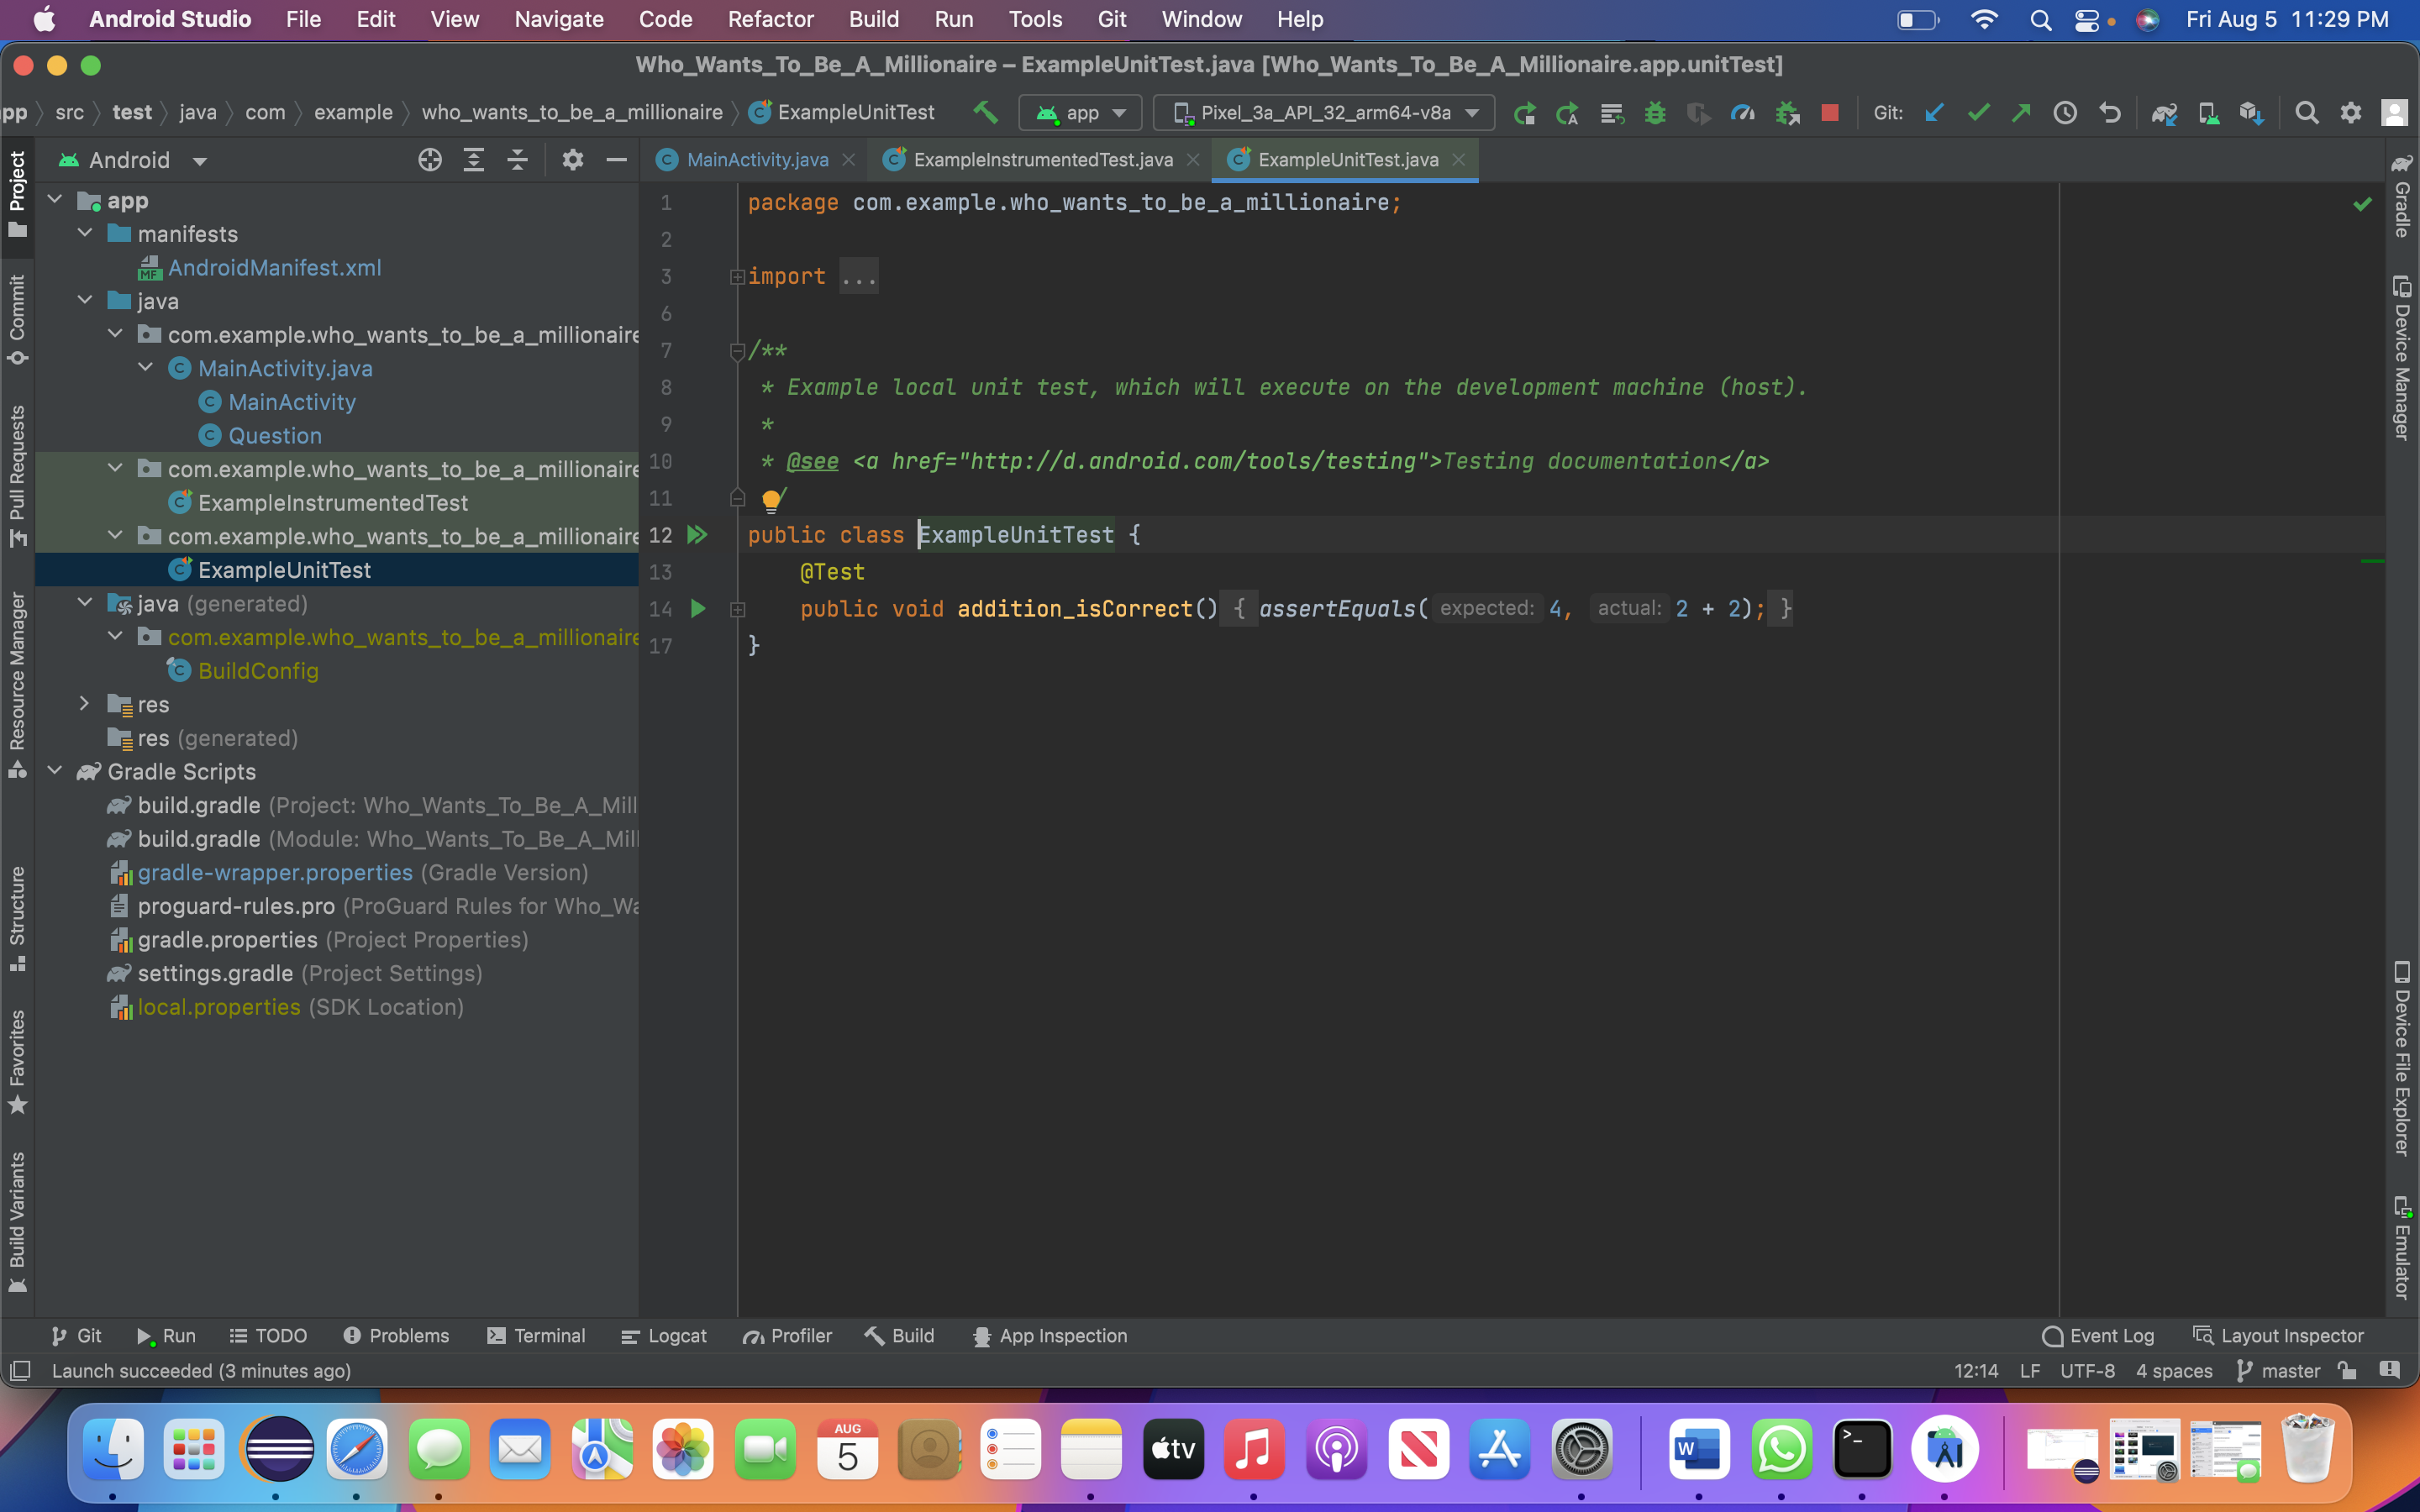 Android Studio File Edit View Navigate Code Refactor Build Run Tools Git Window Help Fri Aug 5 11:29 PM
Who_Wants_To_Be_A_Millionaire – ExampleUnitTest.java [Who_Wants_To_Be_A_Millionaire.app.unitTest]
pp src test java com example who_wants_to_be_a_millionaire ExampleUnitTest app Pixel_3a_API_32_arm64-v8a Git:
Android MainActivity.java ExampleInstrumentedTest.java ExampleUnitTest.java
Project
Commit
Pull Requests
Resource Manager
Structure
Favorites
Build Variants
app
manifests
MF AndroidManifest.xml
java
com.example.who_wants_to_be_a_millionaire
C MainActivity.java
C MainActivity
C Question
com.example.who_wants_to_be_a_millionaire
C ExampleInstrumentedTest
com.example.who_wants_to_be_a_millionaire
C ExampleUnitTest
java (generated)
com.example.who_wants_to_be_a_millionaire
C BuildConfig
res
res (generated)
Gradle Scripts
build.gradle (Project: Who_Wants_To_Be_A_Mill
build.gradle (Module: Who_Wants_To_Be_A_Mil
gradle-wrapper.properties (Gradle Version)
proguard-rules.pro (ProGuard Rules for Who_Wa
gradle.properties (Project Properties)
settings.gradle (Project Settings)
local.properties (SDK Location)
1 package com.example.who_wants_to_be_a_millionaire;
2
3 import ...
6
7 /**
8 * Example local unit test, which will execute on the development machine (host).
9 *
10 * @see <a href="http://d.android.com/tools/testing">Testing documentation</a>
11 /
12 public class ExampleUnitTest {
13 @Test
14 public void addition_isCorrect() { assertEquals( expected: 4, actual: 2 + 2); }
17 }
Gradle
Device Manager
Device File Explorer
Emulator
Git Run TODO Problems Terminal Logcat Profiler Build App Inspection Event Log Layout Inspector
Launch succeeded (3 minutes ago) 12:14 LF UTF-8 4 spaces master
AUG
5
tv
W
>_